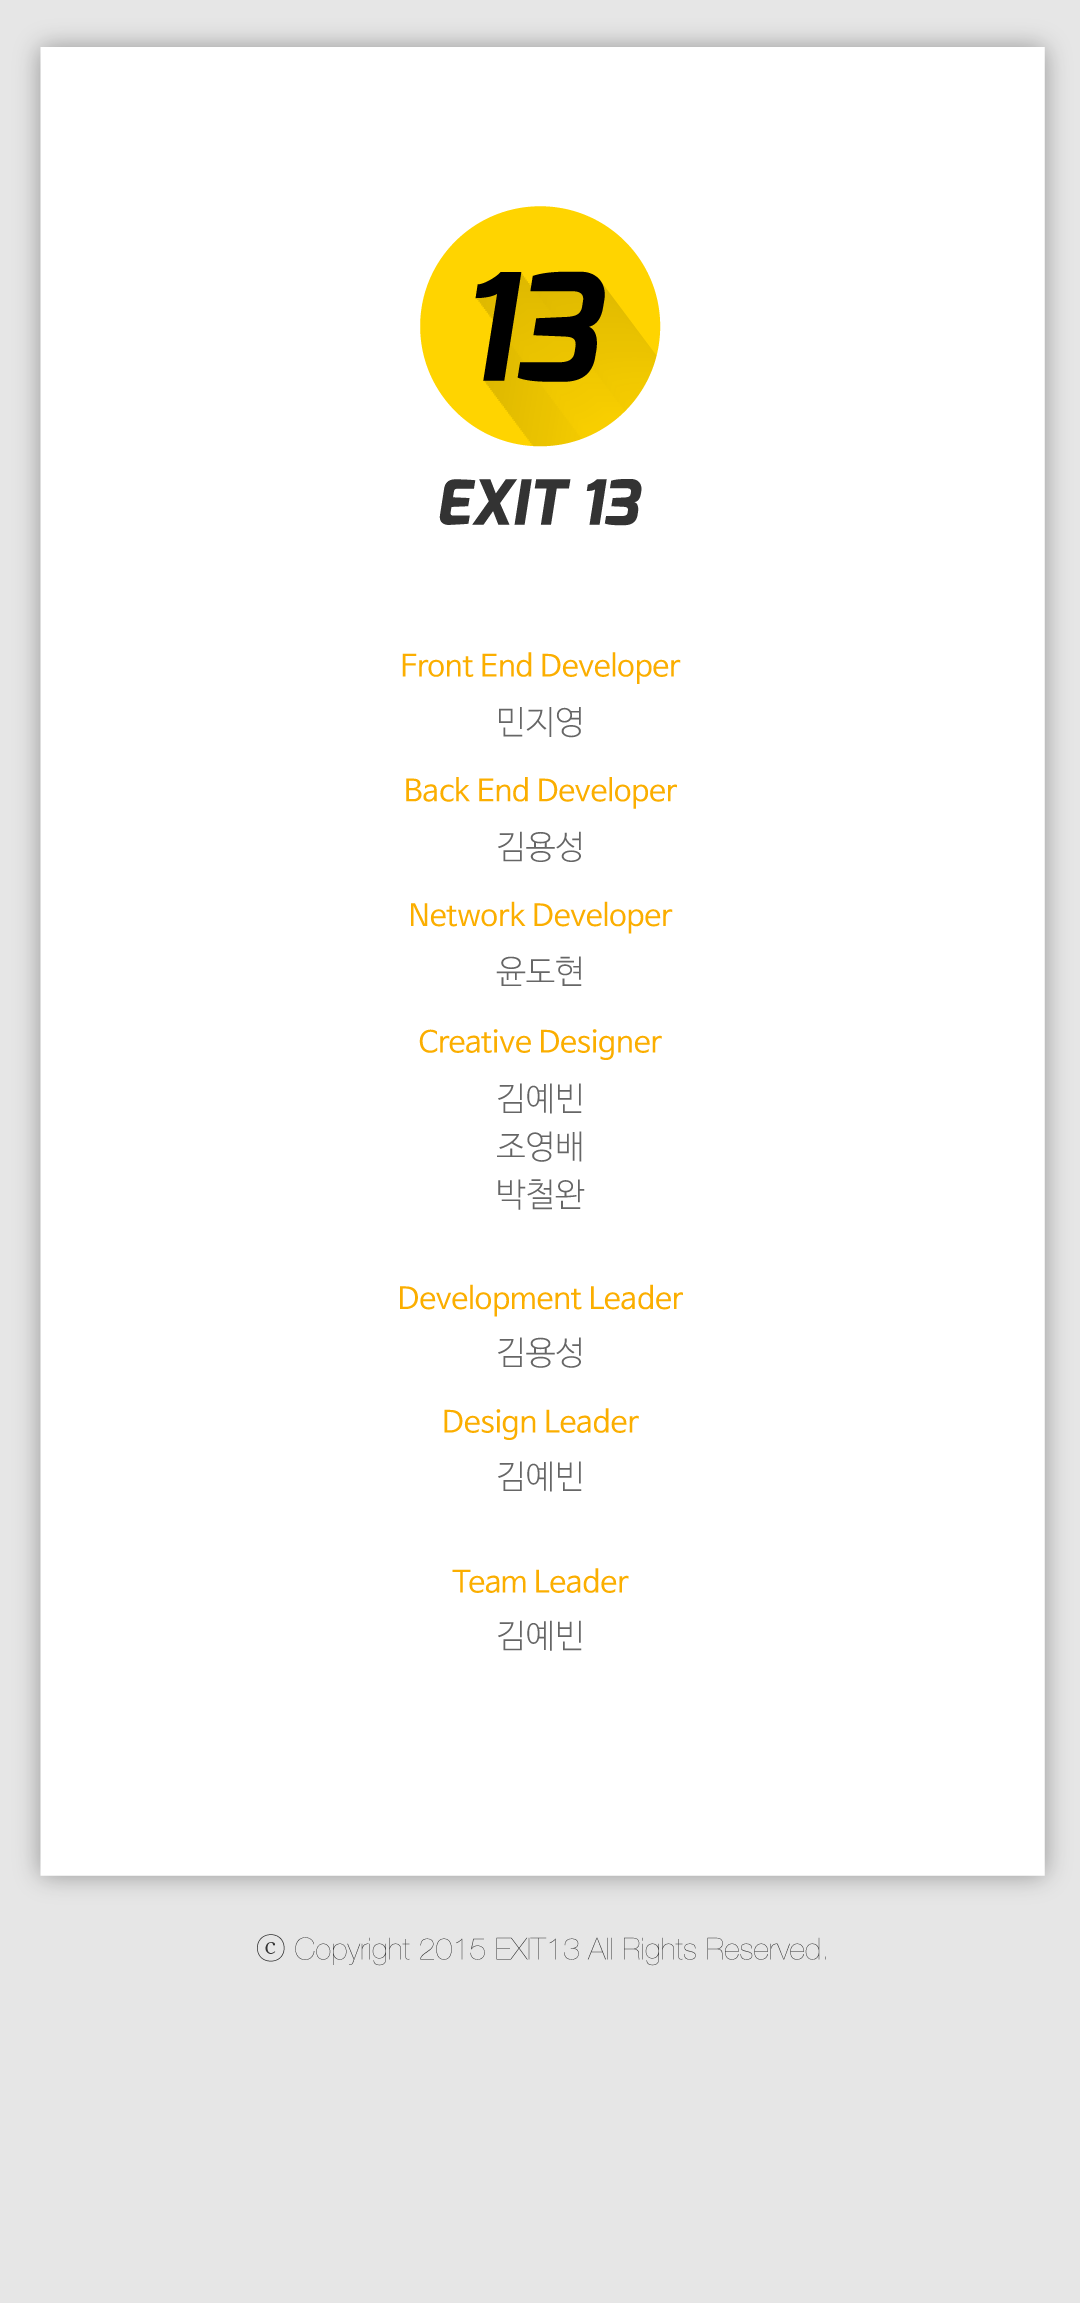 13
EXIT 13
Front End Developer
민지영
Back End Developer
김용성
Network Developer
윤도현
Creative Designer
김예빈
조영배
박철완
Development Leader
김용성
Design Leader
김예빈
Team Leader
김예빈
ⓒ Copyright 2015 EXIT13 All Rights Reserved.